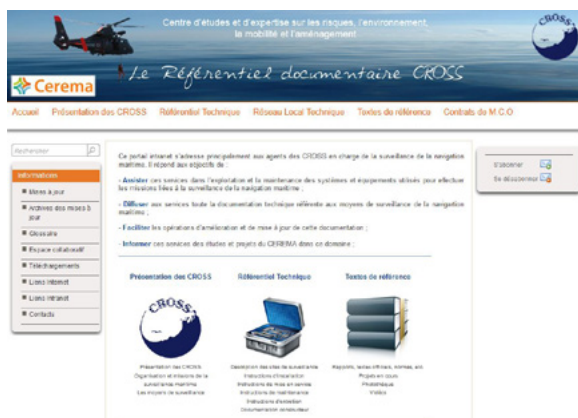 Centre d'études et d'expertise sur les risques, l'environnement,
la mobilité et l'aménagement
CROSS
Le Référentiel documentaire CROSS
Cerema
Accueil Présentation des CROSS Référentiel Technique Réseau Local Technique Textes de référence Contrats de M.C.O
Rechercher
Informations
Mises à jour
Archives des mises à
jour
Glossaire
Espace collaboratif
Téléchargements
Liens internet
Liens intranet
Contacts
Ce portail intranet s'adresse principalement aux agents des CROSS en charge de la surveillance de la navigation
maritime. Il répond aux objectifs de :
- Assister ces services dans l'exploitation et la maintenance des systèmes et équipements utilisés pour effectuer
les missions liées à la surveillance de la navigation maritime ;
- Diffuser aux services toute la documentation technique référente aux moyens de surveillance de la navigation
maritime ;
- Faciliter les opérations d'amélioration et de mise à jour de cette documentation ;
- Informer ces services des études et projets du CEREMA dans ce domaine ;
S'abonner
Se désabonner
Présentation des CROSS
CROSS
Présentation des CROSS
Organisation et missions de la
surveillance maritime
Les moyens de surveillance
Référentiel Technique
Description des sites de surveillance
Instructions d'installation
Instructions de mise en service
Instructions de maintenance
Instructions d'entretien
Documentation constructeur
Textes de référence
Rapports, textes officiels, normes, etc
Projets en cours
Photothèque
Vidéos